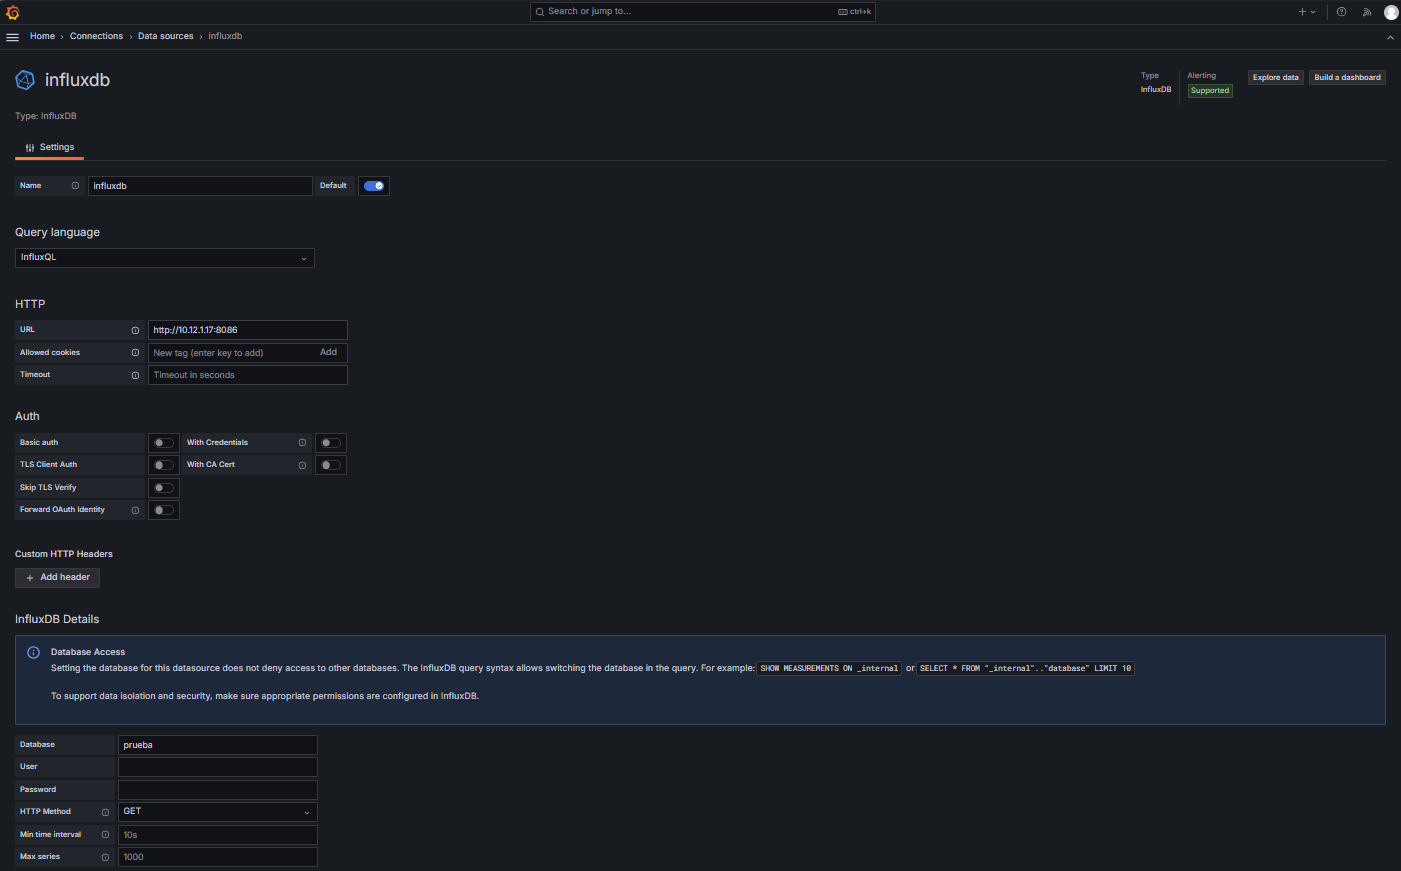 Search or jump to... ctrl+k
Home › Connections › Data sources › influxdb
influxdb
Type
InfluxDB
Alerting
Supported
Explore data
Build a dashboard
Type: InfluxDB
Settings
Name influxdb Default
Query language
InfluxQL
HTTP
URL http://10.12.1.17:8086
Allowed cookies New tag (enter key to add) Add
Timeout Timeout in seconds
Auth
Basic auth With Credentials
TLS Client Auth With CA Cert
Skip TLS Verify
Forward OAuth Identity
Custom HTTP Headers
+ Add header
InfluxDB Details
Database Access
Setting the database for this datasource does not deny access to other databases. The InfluxDB query syntax allows switching the database in the query. For example: SHOW MEASUREMENTS ON _internal or SELECT * FROM "_internal".."database" LIMIT 10
To support data isolation and security, make sure appropriate permissions are configured in InfluxDB.
Database prueba
User
Password
HTTP Method GET
Min time interval 10s
Max series 1000